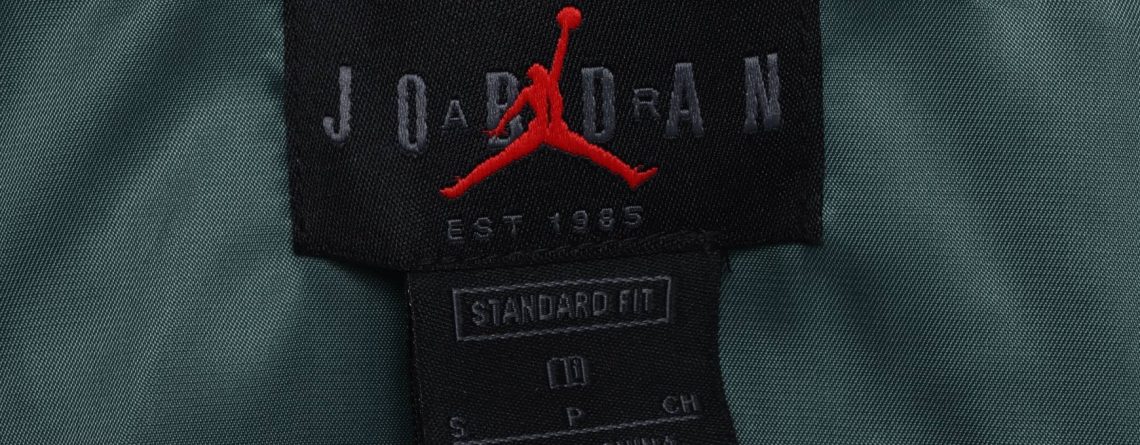 JORDAN
A R
EST 1985
STANDARD FIT
i
S P CH